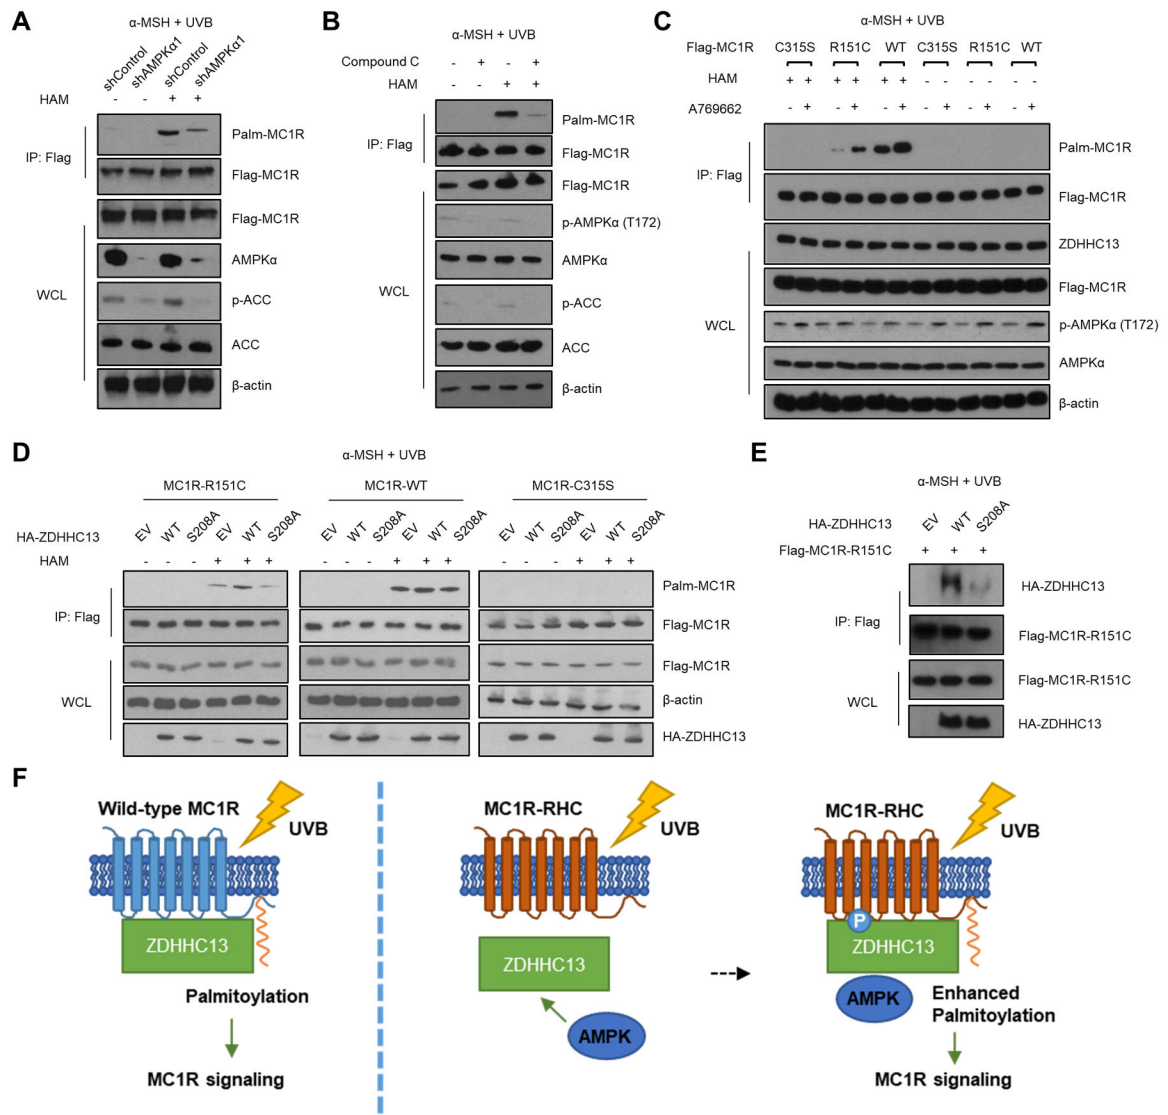 A
α-MSH + UVB
shControl
shAMPKα1
shControl
shAMPKα1
HAM
- - + +
IP: Flag
Palm-MC1R
Flag-MC1R
WCL
Flag-MC1R
AMPKα
p-ACC
ACC
β-actin
B
α-MSH + UVB
Compound C - + - +
HAM - - + +
IP: Flag
Palm-MC1R
Flag-MC1R
WCL
Flag-MC1R
p-AMPKα (T172)
AMPKα
p-ACC
ACC
β-actin
C
α-MSH + UVB
Flag-MC1R C315S R151C WT C315S R151C WT
HAM + + + + + + - - - - - -
A769662 - + - + - + - + - + - +
IP: Flag
Palm-MC1R
Flag-MC1R
WCL
ZDHHC13
Flag-MC1R
p-AMPKα (T172)
AMPKα
β-actin
D
α-MSH + UVB
MC1R-R151C MC1R-WT MC1R-C315S
HA-ZDHHC13 EV WT S208A EV WT S208A EV WT S208A EV WT S208A EV WT S208A EV WT S208A
HAM - - - + + + - - - + + + - - - + + +
IP: Flag
Palm-MC1R
Flag-MC1R
WCL
Flag-MC1R
β-actin
HA-ZDHHC13
E
α-MSH + UVB
HA-ZDHHC13 EV WT S208A
Flag-MC1R-R151C + + +
IP: Flag
HA-ZDHHC13
Flag-MC1R-R151C
WCL
Flag-MC1R-R151C
HA-ZDHHC13
F
Wild-type MC1R
UVB
ZDHHC13
Palmitoylation
MC1R signaling
MC1R-RHC
UVB
ZDHHC13
AMPK
MC1R-RHC
UVB
P
ZDHHC13
AMPK
Enhanced
Palmitoylation
MC1R signaling